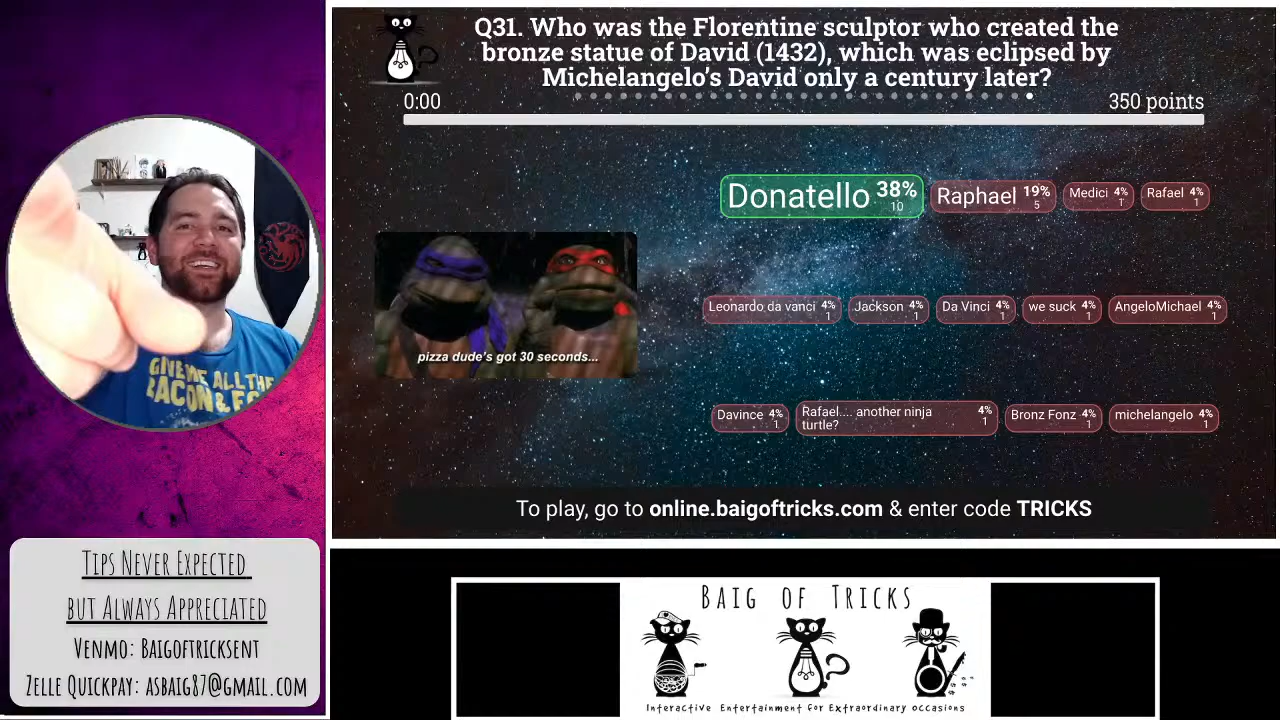 Q31. Who was the Florentine sculptor who created the
bronze statue of David (1432), which was eclipsed by
Michelangelo's David only a century later?
0:00
350 points
Donatello 38% 10
Raphael 19% 5
Medici 4% 1
Rafael 4% 1
Leonardo da vanci 4% 1
Jackson 4% 1
Da Vinci 4% 1
we suck 4% 1
AngeloMichael 4% 1
pizza dude's got 30 seconds...
Davince 4% 1
Rafael.... another ninja
turtle? 4% 1
Bronz Fonz 4% 1
michelangelo 4% 1
To play, go to online.baigoftricks.com & enter code TRICKS
GIVE ME ALL THE
BACON &
Tips Never Expected
but Always Appreciated
Venmo: Baigoftricksent
Zelle Quickpay: asbaig87@gmail.com
Baig of Tricks
Interactive Entertainment for Extraordinary occasions